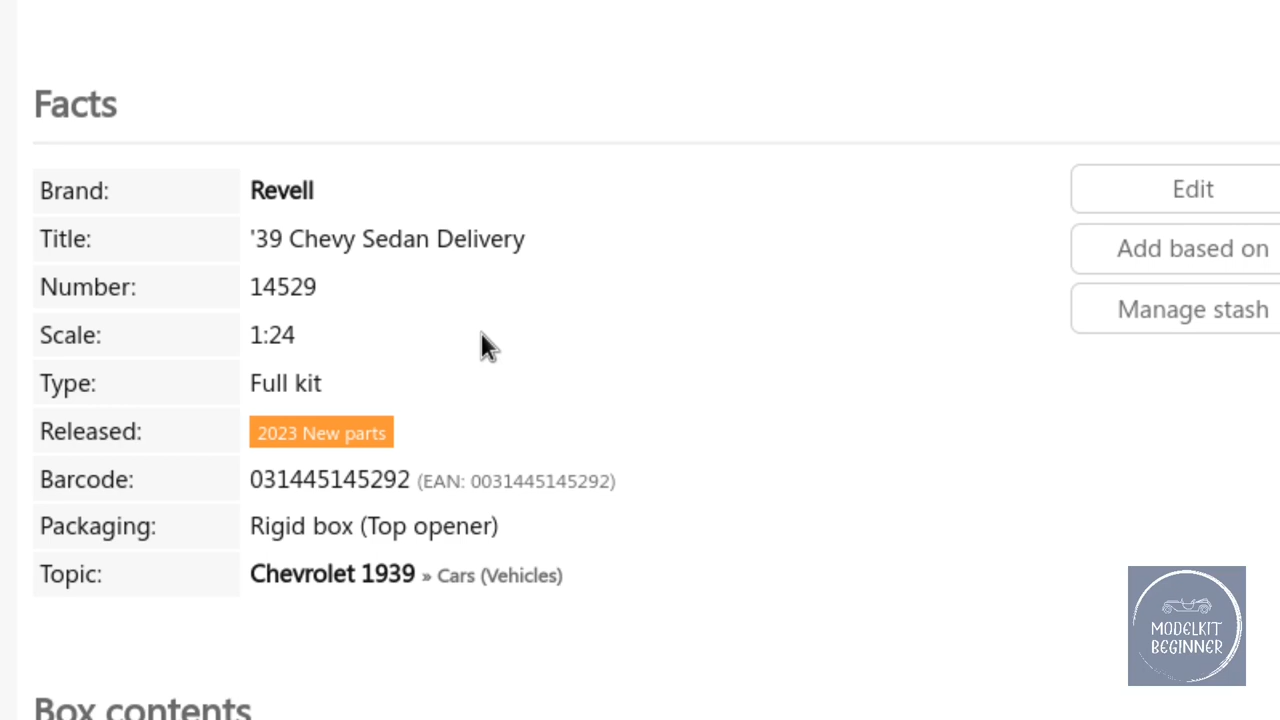 Facts
Brand: Revell
Title: '39 Chevy Sedan Delivery
Number: 14529
Scale: 1:24
Type: Full kit
Released: 2023 New parts
Barcode: 031445145292 (EAN: 0031445145292)
Packaging: Rigid box (Top opener)
Topic: Chevrolet 1939 » Cars (Vehicles)
Edit
Add based on
Manage stash
MODELKIT
BEGINNER
Box contents